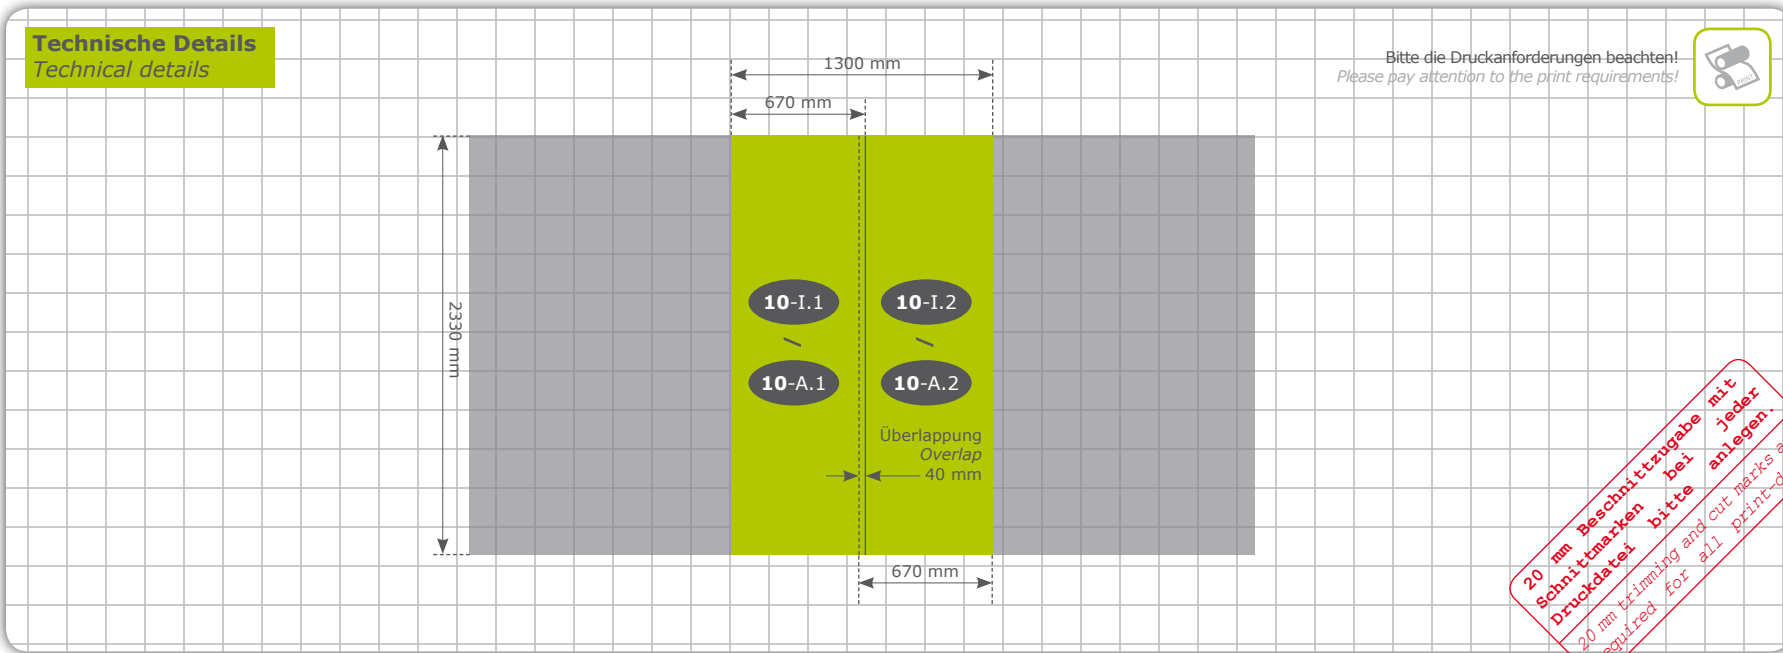 Technische Details
Technical details
Bitte die Druckanforderungen beachten!
Please pay attention to the print requirements!
PRINT
1300 mm
670 mm
2330 mm
10-I.1
/
10-A.1
10-I.2
/
10-A.2
Überlappung
Overlap
40 mm
670 mm
20 mm Beschnittzugabe mit
Schnittmarken bei jeder
Druckdatei bitte anlegen.
20 mm trimming and cut marks
for all